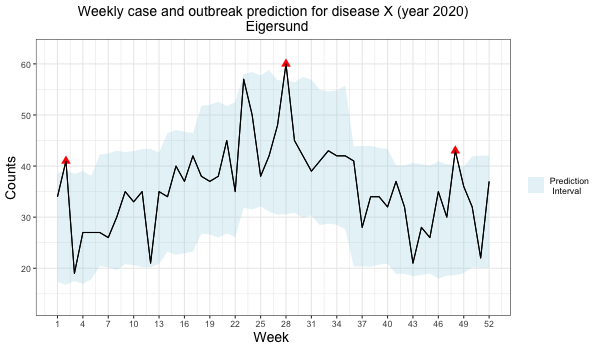 Weekly case and outbreak prediction for disease X (year 2020)
Eigersund
60
50
40
30
20
Counts
1 4 7 10 13 16 19 22 25 28 31 34 37 40 43 46 49 52
Week
Prediction
Interval